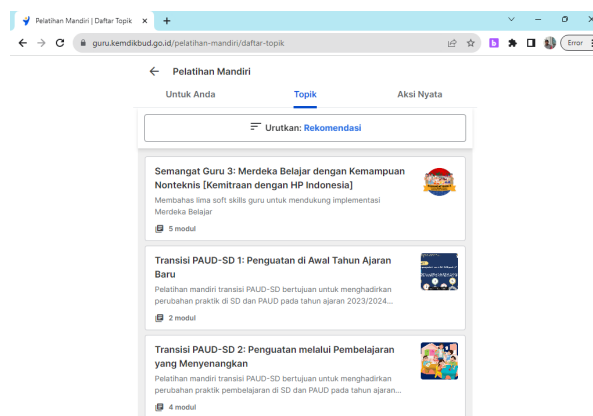 Pelatihan Mandiri | Daftar Topik
guru.kemdikbud.go.id/pelatihan-mandiri/daftar-topik
Error
Pelatihan Mandiri
Untuk Anda
Topik
Aksi Nyata
Urutkan: Rekomendasi
Semangat Guru 3: Merdeka Belajar dengan Kemampuan
Nonteknis [Kemitraan dengan HP Indonesia]
Membahas lima soft skills guru untuk mendukung implementasi
Merdeka Belajar
5 modul
Transisi PAUD-SD 1: Penguatan di Awal Tahun Ajaran
Baru
Pelatihan mandiri transisi PAUD-SD bertujuan untuk menghadirkan
perubahan praktik di SD dan PAUD pada tahun ajaran 2023/2024...
2 modul
Transisi PAUD-SD 2: Penguatan melalui Pembelajaran
yang Menyenangkan
Pelatihan mandiri transisi PAUD-SD bertujuan untuk menghadirkan
perubahan praktik pembelajaran di SD dan PAUD pada tahun ajaran...
4 modul